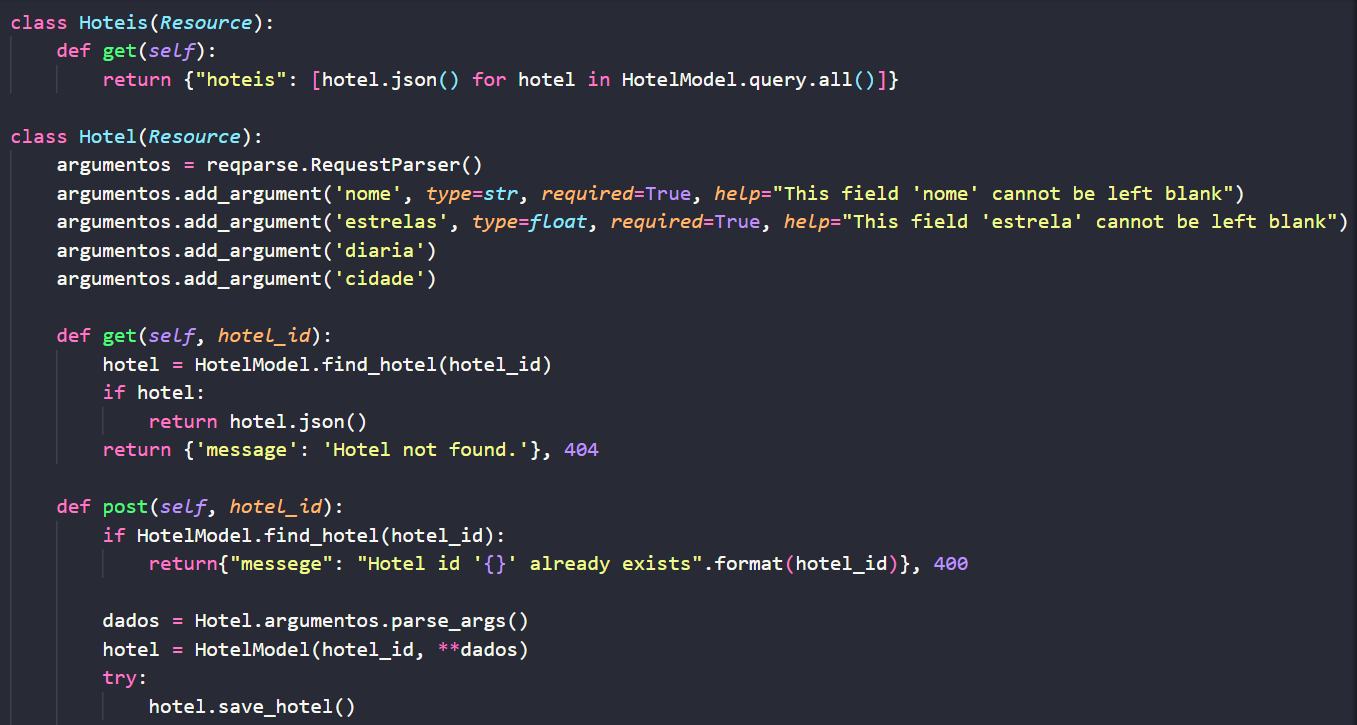 class Hoteis(Resource):
    def get(self):
        return {"hoteis": [hotel.json() for hotel in HotelModel.query.all()]}

class Hotel(Resource):
    argumentos = reqparse.RequestParser()
    argumentos.add_argument('nome', type=str, required=True, help="This field 'nome' cannot be left blank")
    argumentos.add_argument('estrelas', type=float, required=True, help="This field 'estrela' cannot be left blank")
    argumentos.add_argument('diaria')
    argumentos.add_argument('cidade')

    def get(self, hotel_id):
        hotel = HotelModel.find_hotel(hotel_id)
        if hotel:
            return hotel.json()
        return {'message': 'Hotel not found.'}, 404

    def post(self, hotel_id):
        if HotelModel.find_hotel(hotel_id):
            return{"messege": "Hotel id '{}' already exists".format(hotel_id)}, 400

        dados = Hotel.argumentos.parse_args()
        hotel = HotelModel(hotel_id, **dados)
        try:
            hotel.save_hotel()